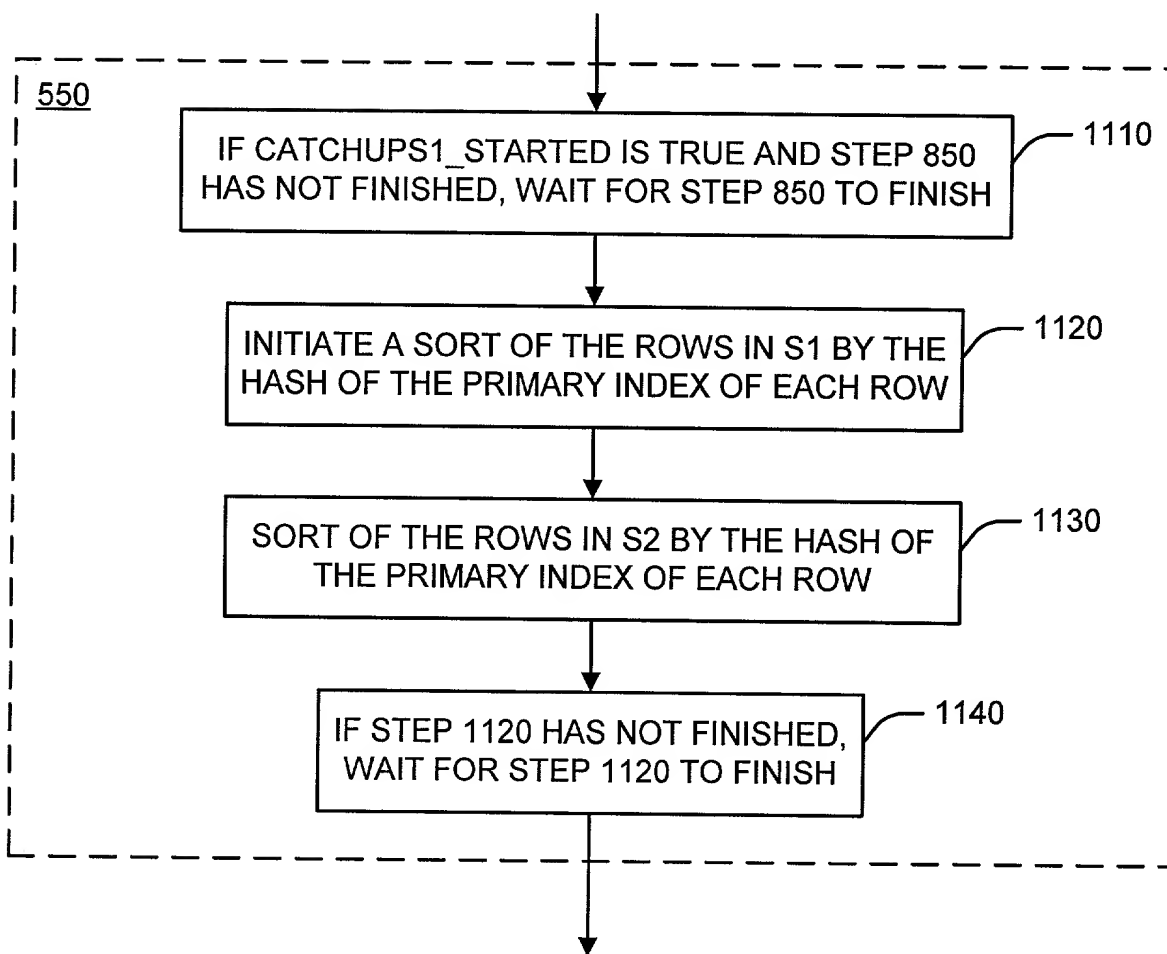 550
IF CATCHUPS1_STARTED IS TRUE AND STEP 850
HAS NOT FINISHED, WAIT FOR STEP 850 TO FINISH
1110
INITIATE A SORT OF THE ROWS IN S1 BY THE
HASH OF THE PRIMARY INDEX OF EACH ROW
1120
SORT OF THE ROWS IN S2 BY THE HASH OF
THE PRIMARY INDEX OF EACH ROW
1130
IF STEP 1120 HAS NOT FINISHED,
WAIT FOR STEP 1120 TO FINISH
1140